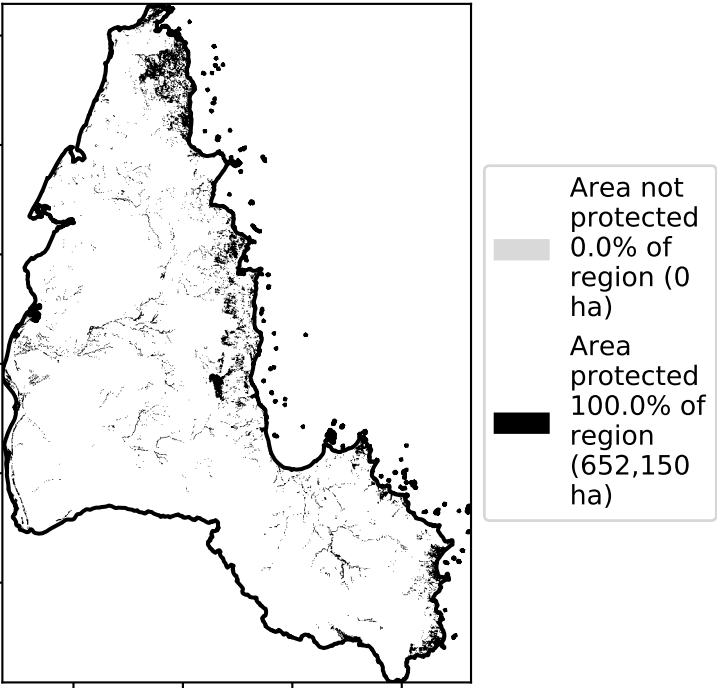 Area not
protected
0.0% of
region (0
ha)
Area
protected
100.0% of
region
(652,150
ha)